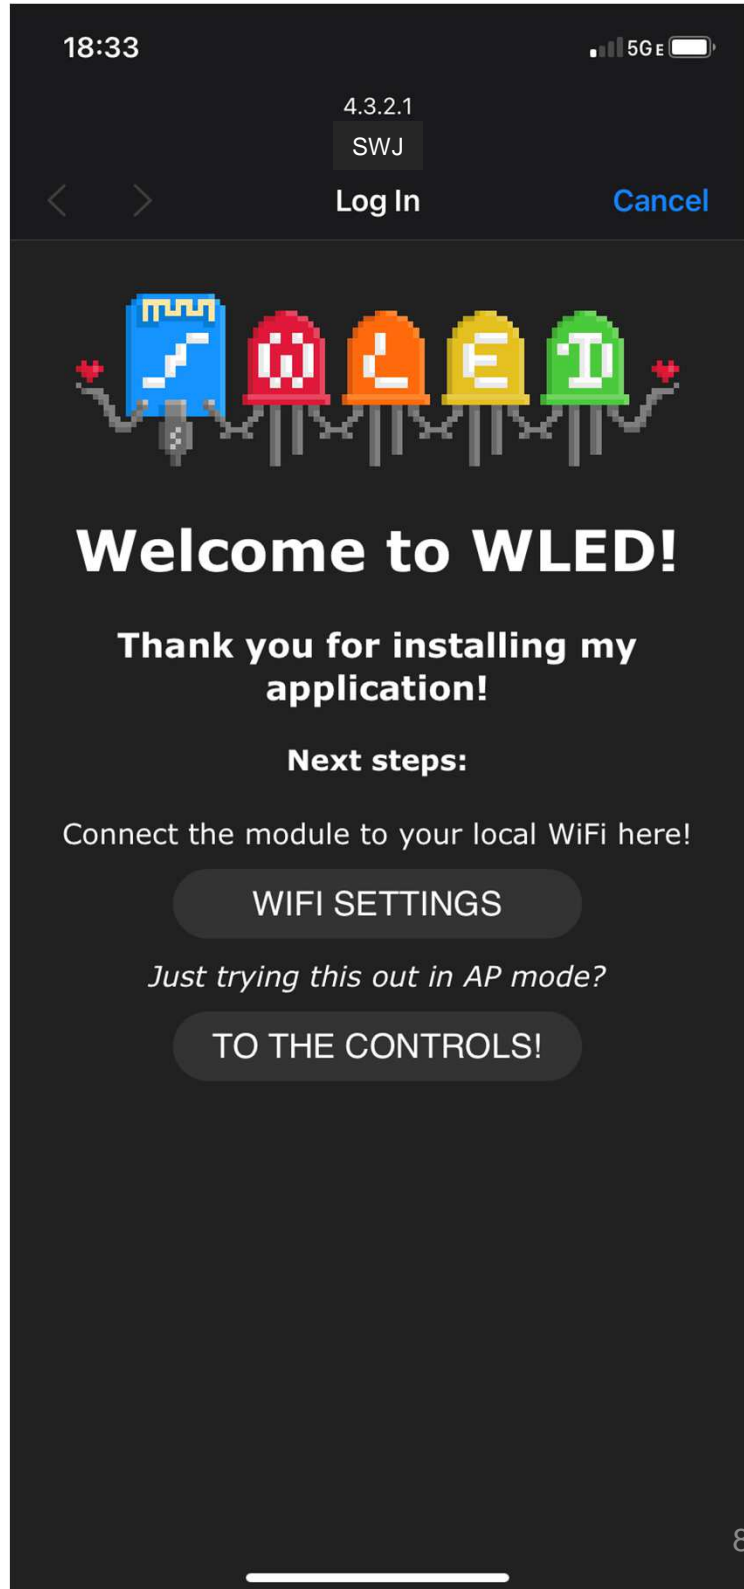 18:33
5G E
4.3.2.1
SWJ
Log In
Cancel
WLED
Welcome to WLED!
Thank you for installing my
application!
Next steps:
Connect the module to your local WiFi here!
WIFI SETTINGS
Just trying this out in AP mode?
TO THE CONTROLS!
8